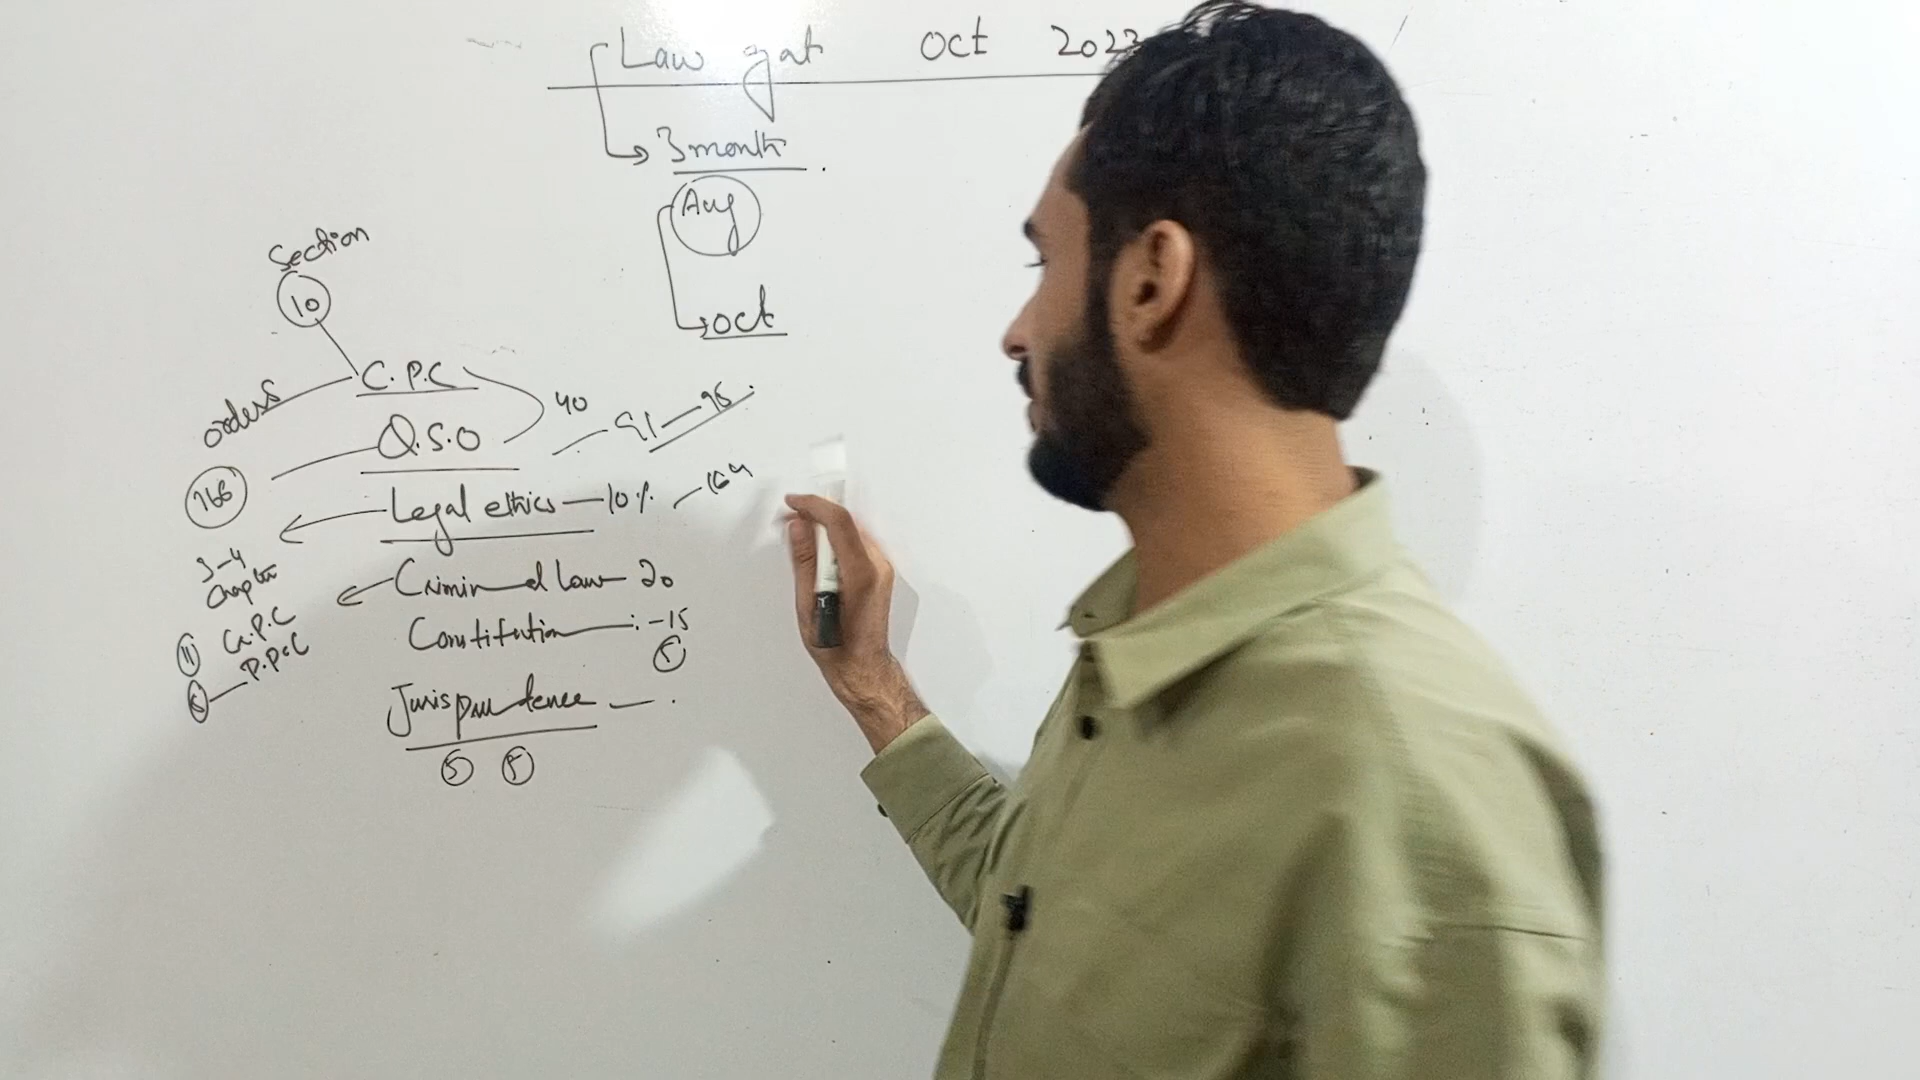 Law gat Oct 2023
3 month
Aug
oct
Section
10
C.P.C
orders
40
Q.S.O
91 — 95
166
Legal ethics — 10%. — 164
3-4
Chapter
Criminal Law — 20
11 Cr.P.C
Constitution — : - 15
P.P.C
5
Jurisprudence — .
5 5